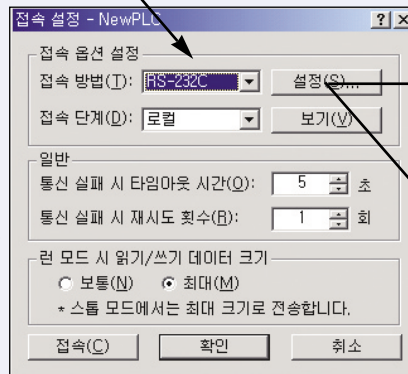 접속 설정 - NewPLC
접속 옵션 설정
접속 방법(T): RS-232C 설정(S)...
접속 단계(D): 로컬 보기(V)
일반
통신 실패 시 타임아웃 시간(O): 5 초
통신 실패 시 재시도 횟수(R): 1 회
런 모드 시 읽기/쓰기 데이터 크기
보통(N) 최대(M)
* 스톱 모드에서는 최대 크기로 전송합니다.
접속(C) 확인 취소